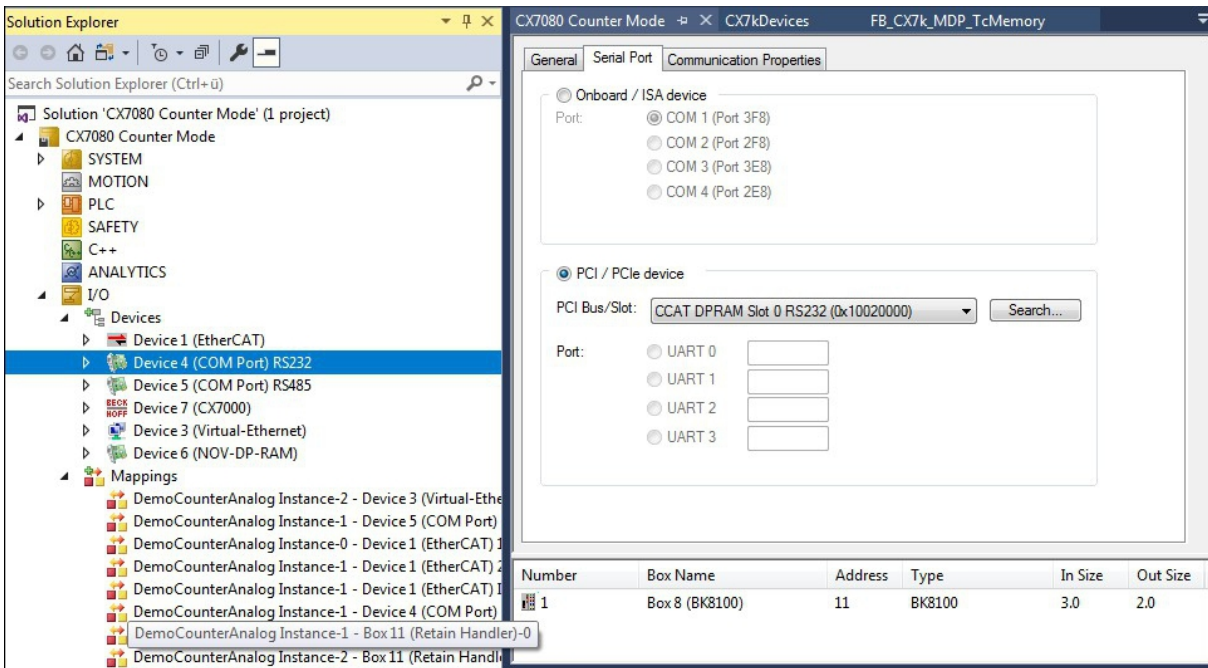 Solution Explorer
Search Solution Explorer (Ctrl+ü)
Solution 'CX7080 Counter Mode' (1 project)
CX7080 Counter Mode
SYSTEM
MOTION
PLC
SAFETY
C++
ANALYTICS
I/O
Devices
Device 1 (EtherCAT)
Device 4 (COM Port) RS232
Device 5 (COM Port) RS485
BECK
HOFF
Device 7 (CX7000)
Device 3 (Virtual-Ethernet)
Device 6 (NOV-DP-RAM)
Mappings
DemoCounterAnalog Instance-2 - Device 3 (Virtual-Ethe
DemoCounterAnalog Instance-1 - Device 5 (COM Port)
DemoCounterAnalog Instance-0 - Device 1 (EtherCAT) 1
DemoCounterAnalog Instance-1 - Device 1 (EtherCAT) 2
DemoCounterAnalog Instance-1 - Device 1 (EtherCAT) I
DemoCounterAnalog Instance-1 - Device 4 (COM Port)
DemoCounterAnalog Instance-1 - Box 11 (Retain Handler)-0
DemoCounterAnalog Instance-2 - Box 11 (Retain Handl
CX7080 Counter Mode CX7kDevices FB_CX7k_MDP_TcMemory
General Serial Port Communication Properties
Onboard / ISA device
Port: COM 1 (Port 3F8)
COM 2 (Port 2F8)
COM 3 (Port 3E8)
COM 4 (Port 2E8)
PCI / PCIe device
PCI Bus/Slot: CCAT DPRAM Slot 0 RS232 (0x10020000) Search...
Port: UART 0
UART 1
UART 2
UART 3
Number Box Name Address Type In Size Out Size
1 Box 8 (BK8100) 11 BK8100 3.0 2.0